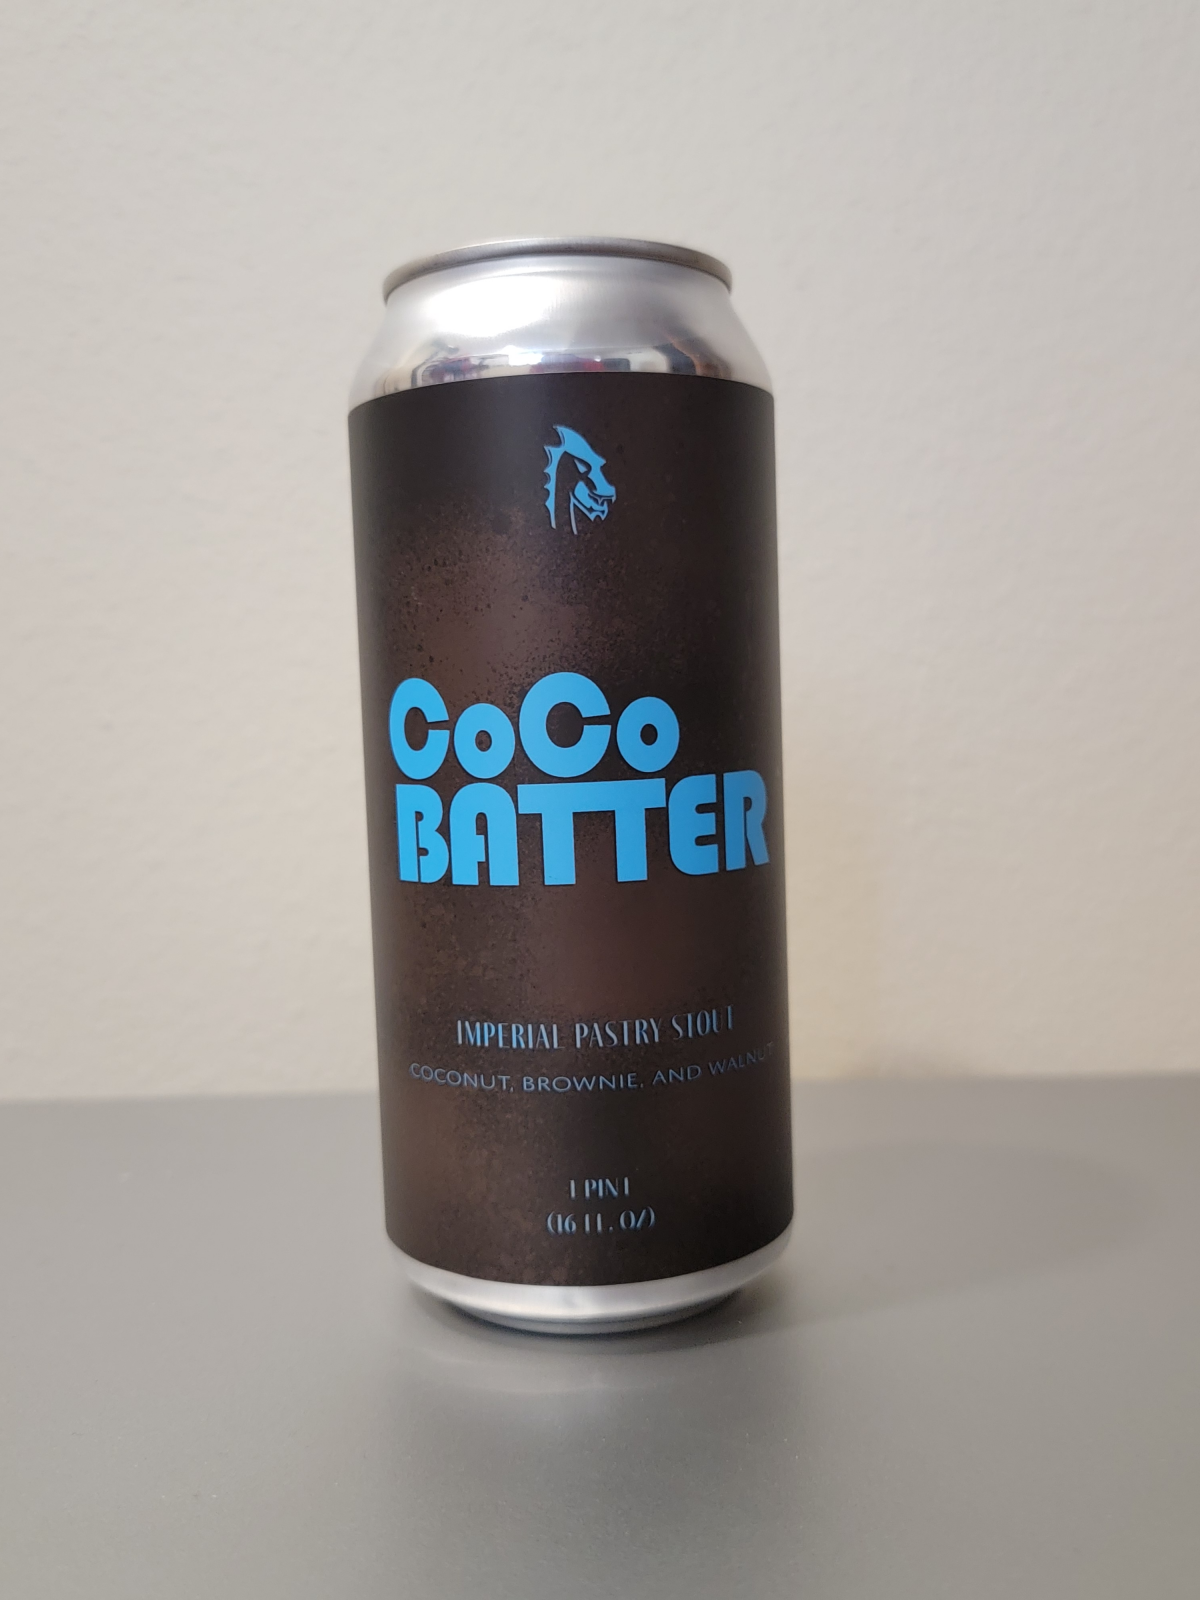 CoCo
BATTER
IMPERIAL PASTRY STOUT
COCONUT, BROWNIE, AND WALNUT
1 PINT
(16 FL. OZ)